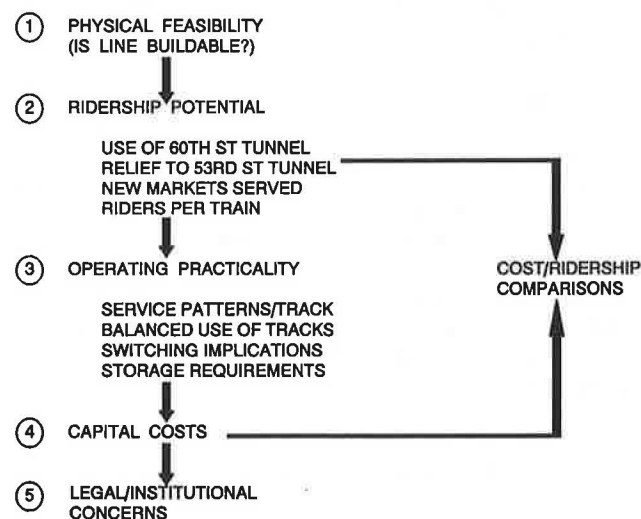 1 PHYSICAL FEASIBILITY
(IS LINE BUILDABLE?)
2 RIDERSHIP POTENTIAL
USE OF 60TH ST TUNNEL
RELIEF TO 53RD ST TUNNEL
NEW MARKETS SERVED
RIDERS PER TRAIN
3 OPERATING PRACTICALITY
COST/RIDERSHIP
COMPARISONS
SERVICE PATTERNS/TRACK
BALANCED USE OF TRACKS
SWITCHING IMPLICATIONS
STORAGE REQUIREMENTS
4 CAPITAL COSTS
5 LEGAL/INSTITUTIONAL
CONCERNS